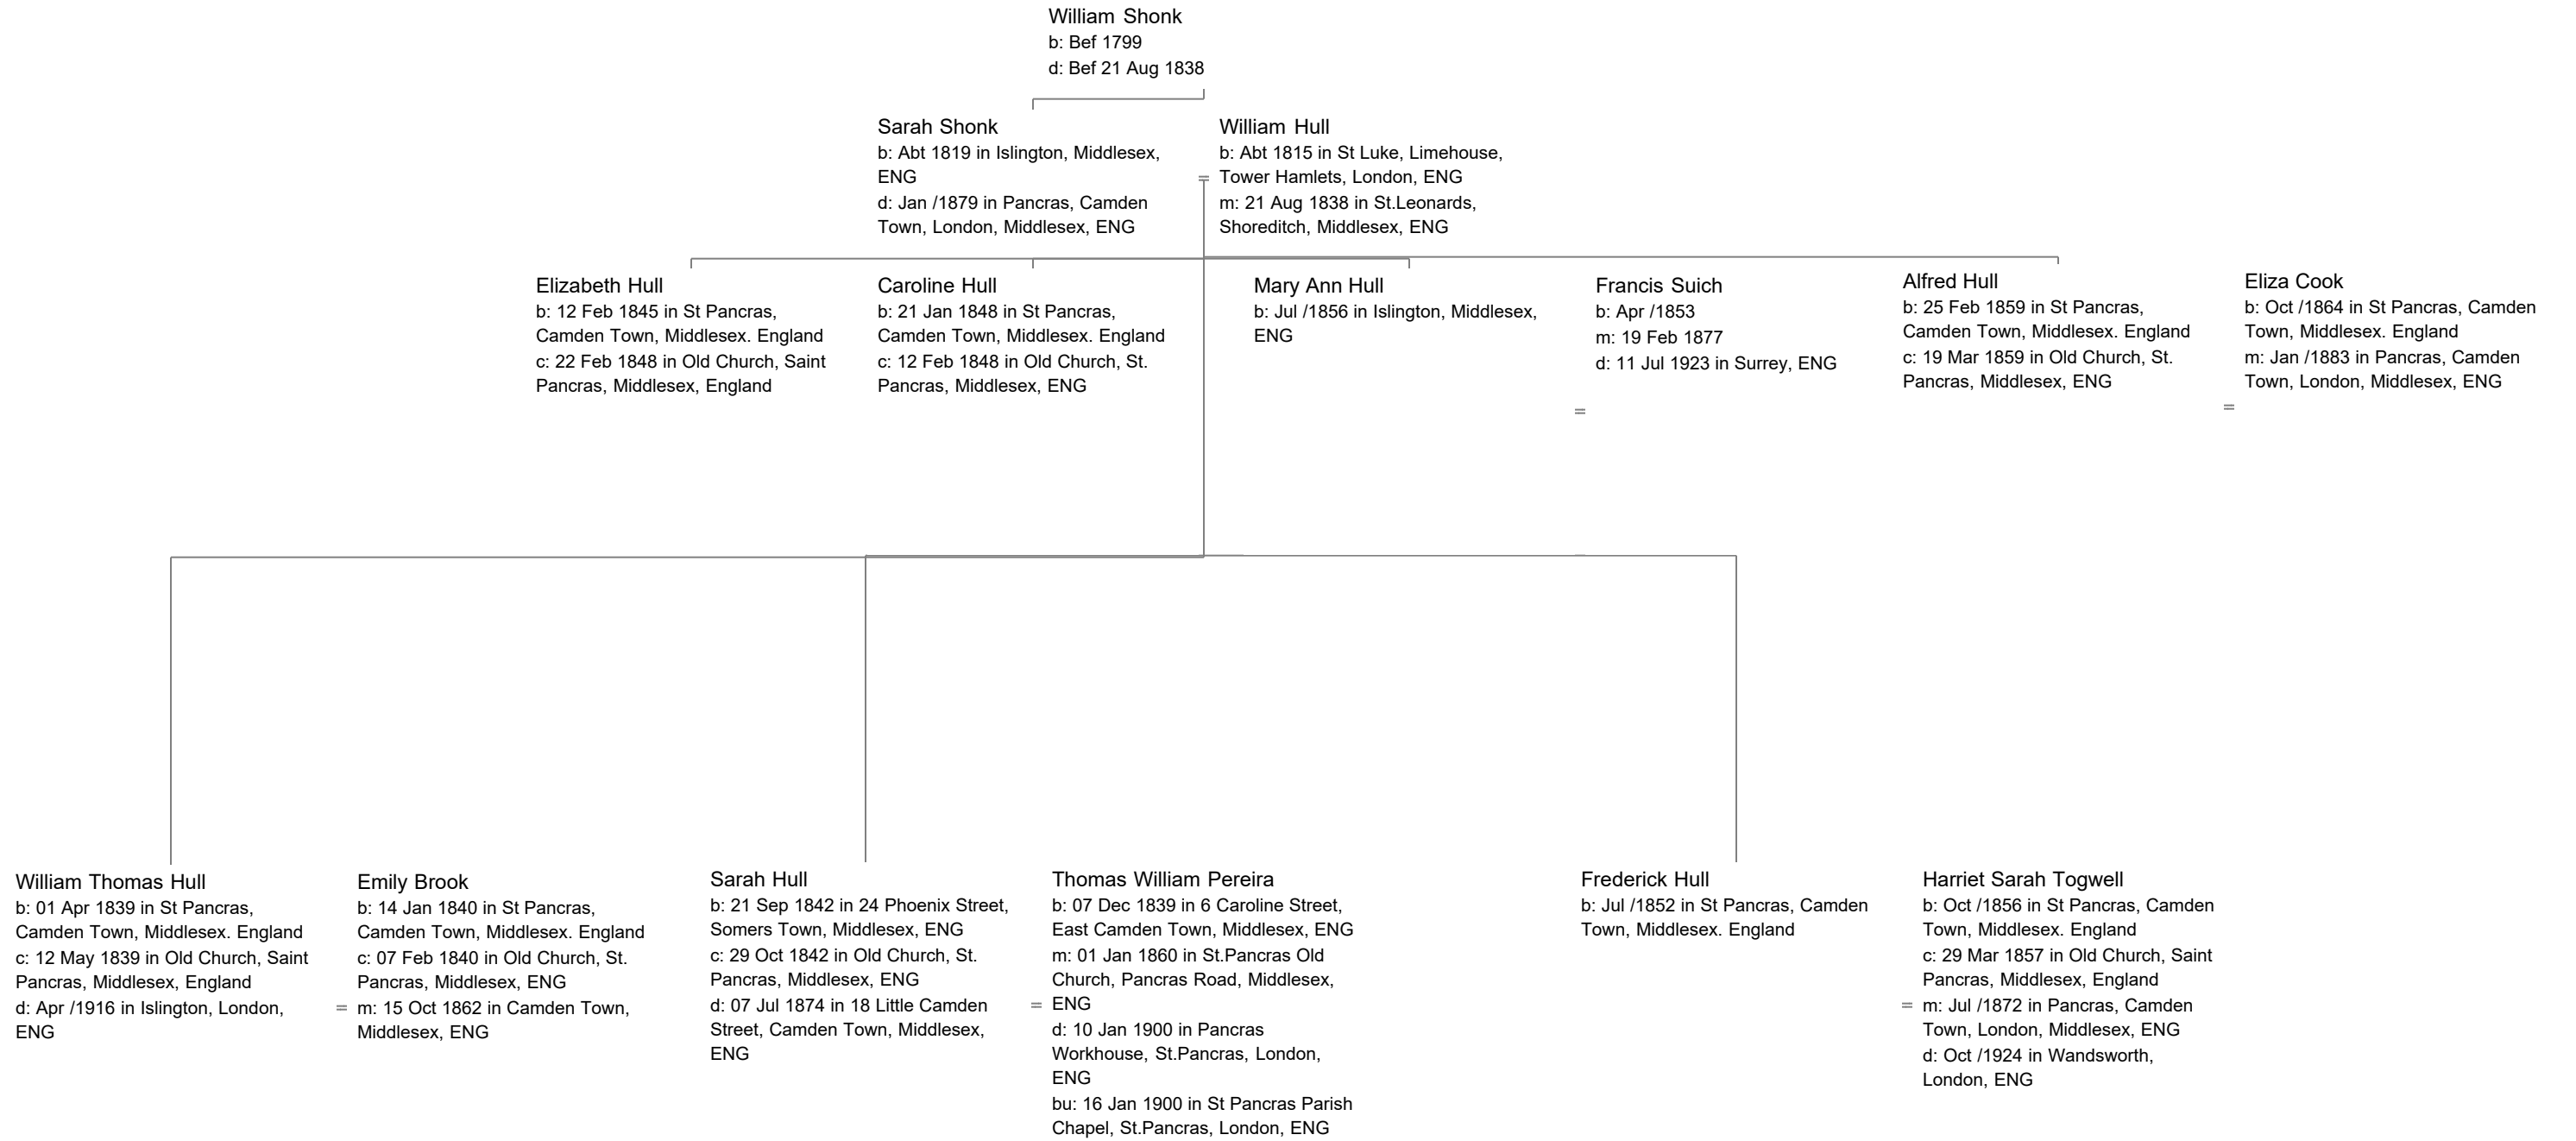 William Shonk
b: Bef 1799
d: Bef 21 Aug 1838
Sarah Shonk
b: Abt 1819 in Islington, Middlesex,
ENG
d: Jan /1879 in Pancras, Camden
Town, London, Middlesex, ENG
=
William Hull
b: Abt 1815 in St Luke, Limehouse,
Tower Hamlets, London, ENG
m: 21 Aug 1838 in St.Leonards,
Shoreditch, Middlesex, ENG
Elizabeth Hull
b: 12 Feb 1845 in St Pancras,
Camden Town, Middlesex. England
c: 22 Feb 1848 in Old Church, Saint
Pancras, Middlesex, England
Caroline Hull
b: 21 Jan 1848 in St Pancras,
Camden Town, Middlesex. England
c: 12 Feb 1848 in Old Church, St.
Pancras, Middlesex, ENG
Mary Ann Hull
b: Jul /1856 in Islington, Middlesex,
ENG
=
Francis Suich
b: Apr /1853
m: 19 Feb 1877
d: 11 Jul 1923 in Surrey, ENG
Alfred Hull
b: 25 Feb 1859 in St Pancras,
Camden Town, Middlesex. England
c: 19 Mar 1859 in Old Church, St.
Pancras, Middlesex, ENG
=
Eliza Cook
b: Oct /1864 in St Pancras, Camden
Town, Middlesex. England
m: Jan /1883 in Pancras, Camden
Town, London, Middlesex, ENG
William Thomas Hull
b: 01 Apr 1839 in St Pancras,
Camden Town, Middlesex. England
c: 12 May 1839 in Old Church, Saint
Pancras, Middlesex, England
d: Apr /1916 in Islington, London,
ENG
=
Emily Brook
b: 14 Jan 1840 in St Pancras,
Camden Town, Middlesex. England
c: 07 Feb 1840 in Old Church, St.
Pancras, Middlesex, ENG
m: 15 Oct 1862 in Camden Town,
Middlesex, ENG
Sarah Hull
b: 21 Sep 1842 in 24 Phoenix Street,
Somers Town, Middlesex, ENG
c: 29 Oct 1842 in Old Church, St.
Pancras, Middlesex, ENG
d: 07 Jul 1874 in 18 Little Camden
Street, Camden Town, Middlesex,
ENG
=
Thomas William Pereira
b: 07 Dec 1839 in 6 Caroline Street,
East Camden Town, Middlesex, ENG
m: 01 Jan 1860 in St.Pancras Old
Church, Pancras Road, Middlesex,
ENG
d: 10 Jan 1900 in Pancras
Workhouse, St.Pancras, London,
ENG
bu: 16 Jan 1900 in St Pancras Parish
Chapel, St.Pancras, London, ENG
Frederick Hull
b: Jul /1852 in St Pancras, Camden
Town, Middlesex. England
=
Harriet Sarah Togwell
b: Oct /1856 in St Pancras, Camden
Town, Middlesex. England
c: 29 Mar 1857 in Old Church, Saint
Pancras, Middlesex, England
m: Jul /1872 in Pancras, Camden
Town, London, Middlesex, ENG
d: Oct /1924 in Wandsworth,
London, ENG